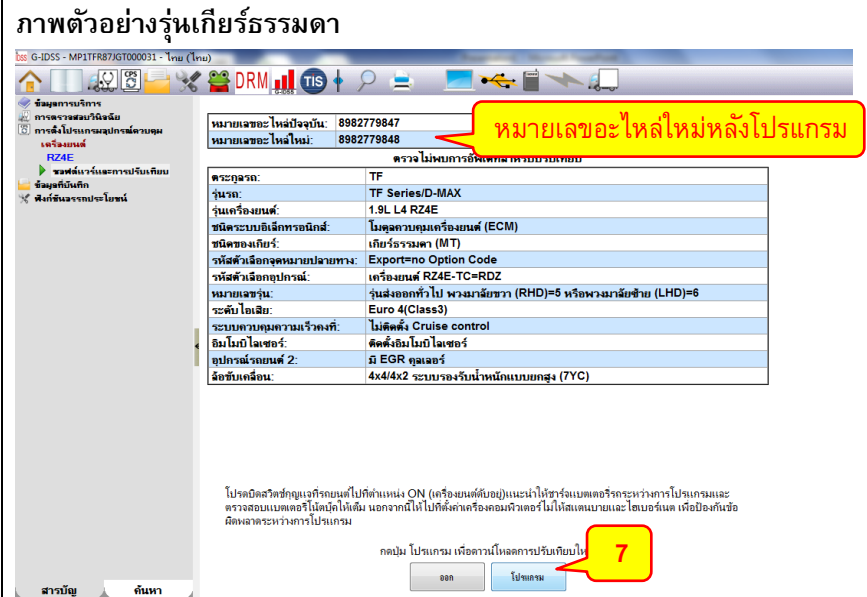 ภาพตัวอย่างรุ่นเกียร์ธรรมดา
G-IDSS - MP1TFR87JGT000031 - ไทย (ไทย)
CPS
DRM
G-IDSS
TIS
ข้อมูลการบริการ
การตรวจสอบวินิจฉัย
การตั้งโปรแกรมอุปกรณ์ควบคุม
เครื่องยนต์
RZ4E
ซอฟต์แวร์และการปรับเทียบ
ข้อมูลที่บันทึก
ฟังก์ชันอรรถประโยชน์
หมายเลขอะไหล่ปัจจุบัน: 8982779847
หมายเลขอะไหล่ใหม่: 8982779848
หมายเลขอะไหล่ใหม่หลังโปรแกรม
ตรวจไม่พบการอัพเดทสำหรับปรับเทียบ
ตระกูลรถ: TF
รุ่นรถ: TF Series/D-MAX
รุ่นเครื่องยนต์: 1.9L L4 RZ4E
ชนิดระบบอิเล็กทรอนิกส์: โมดูลควบคุมเครื่องยนต์ (ECM)
ชนิดของเกียร์: เกียร์ธรรมดา (MT)
รหัสตัวเลือกจุดหมายปลายทาง: Export=no Option Code
รหัสตัวเลือกอุปกรณ์: เครื่องยนต์ RZ4E-TC=RDZ
หมายเลขรุ่น: รุ่นส่งออกทั่วไป พวงมาลัยขวา (RHD)=5 หรือพวงมาลัยซ้าย (LHD)=6
ระดับไอเสีย: Euro 4(Class3)
ระบบควบคุมความเร็วคงที่: ไม่ติดตั้ง Cruise control
อิมโมบิไลเซอร์: ติดตั้งอิมโมบิไลเซอร์
อุปกรณ์รถยนต์ 2: มี EGR คูลเลอร์
ล้อขับเคลื่อน: 4x4/4x2 ระบบรองรับน้ำหนักแบบยกสูง (7YC)
โปรดบิดสวิตช์กุญแจที่รถยนต์ไปที่ตำแหน่ง ON (เครื่องยนต์ดับอยู่)แนะนำให้ชาร์จแบตเตอรี่รถระหว่างการโปรแกรมและ
ตรวจสอบแบตเตอรี่โน้ตบุ๊คให้เต็ม นอกจากนี้ให้ไปที่ตั้งค่าเครื่องคอมพิวเตอร์ไม่ให้สแตนบายและไฮเบอร์เนต เพื่อป้องกันข้อ
ผิดพลาดระหว่างการโปรแกรม
กดปุ่ม โปรแกรม เพื่อดาวน์โหลดการปรับเทียบ
7
ออก
โปรแกรม
สารบัญ
ค้นหา